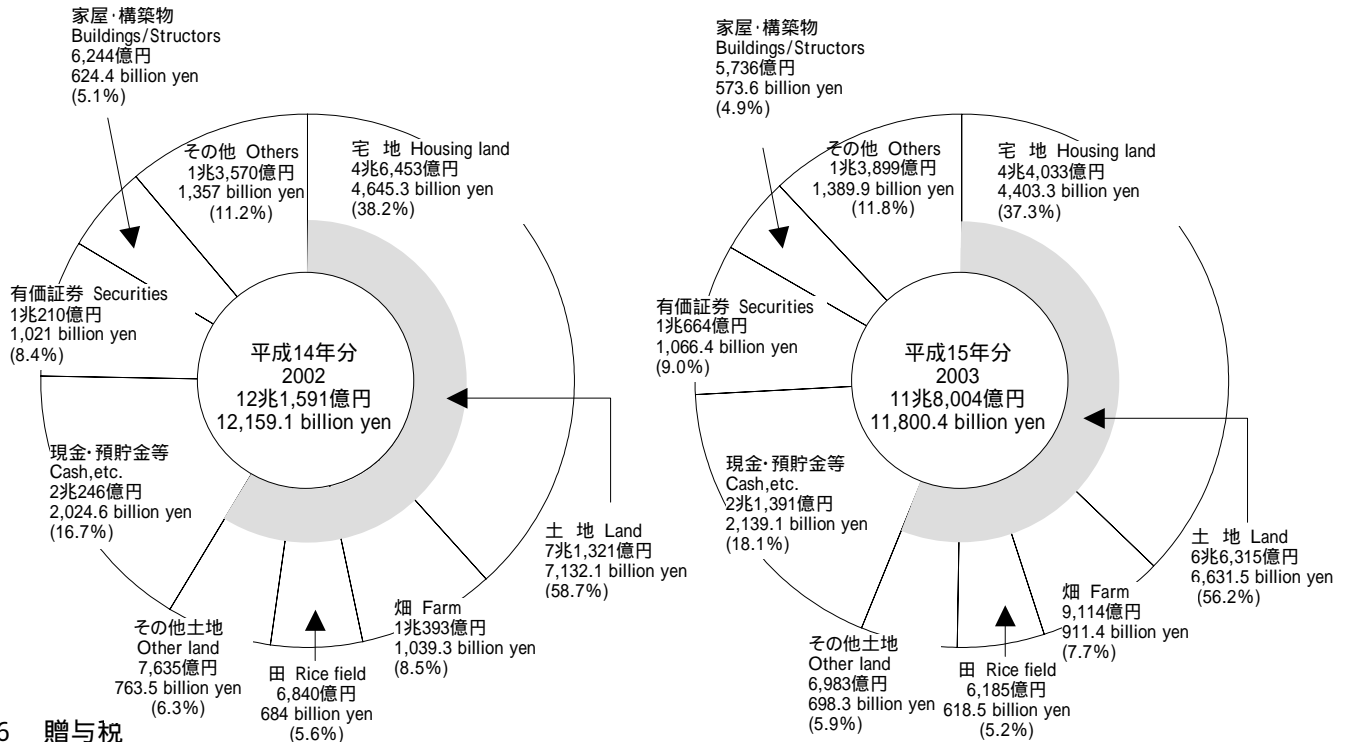 家屋・構築物
Buildings/Structors
6,244億円
624.4 billion yen
(5.1%)
その他 Others
1兆3,570億円
1,357 billion yen
(11.2%)
宅 地 Housing land
4兆6,453億円
4,645.3 billion yen
(38.2%)
有価証券 Securities
1兆210億円
1,021 billion yen
(8.4%)
平成14年分
2002
12兆1,591億円
12,159.1 billion yen
現金・預貯金等
Cash,etc.
2兆246億円
2,024.6 billion yen
(16.7%)
土 地 Land
7兆1,321億円
7,132.1 billion yen
(58.7%)
畑 Farm
1兆393億円
1,039.3 billion yen
(8.5%)
その他土地
Other land
7,635億円
763.5 billion yen
(6.3%)
田 Rice field
6,840億円
684 billion yen
(5.6%)
家屋・構築物
Buildings/Structors
5,736億円
573.6 billion yen
(4.9%)
その他 Others
1兆3,899億円
1,389.9 billion yen
(11.8%)
宅 地 Housing land
4兆4,033億円
4,403.3 billion yen
(37.3%)
有価証券 Securities
1兆664億円
1,066.4 billion yen
(9.0%)
平成15年分
2003
11兆8,004億円
11,800.4 billion yen
現金・預貯金等
Cash,etc.
2兆1,391億円
2,139.1 billion yen
(18.1%)
土 地 Land
6兆6,315億円
6,631.5 billion yen
(56.2%)
畑 Farm
9,114億円
911.4 billion yen
(7.7%)
その他土地
Other land
6,983億円
698.3 billion yen
(5.9%)
田 Rice field
6,185億円
618.5 billion yen
(5.2%)
6 贈与税